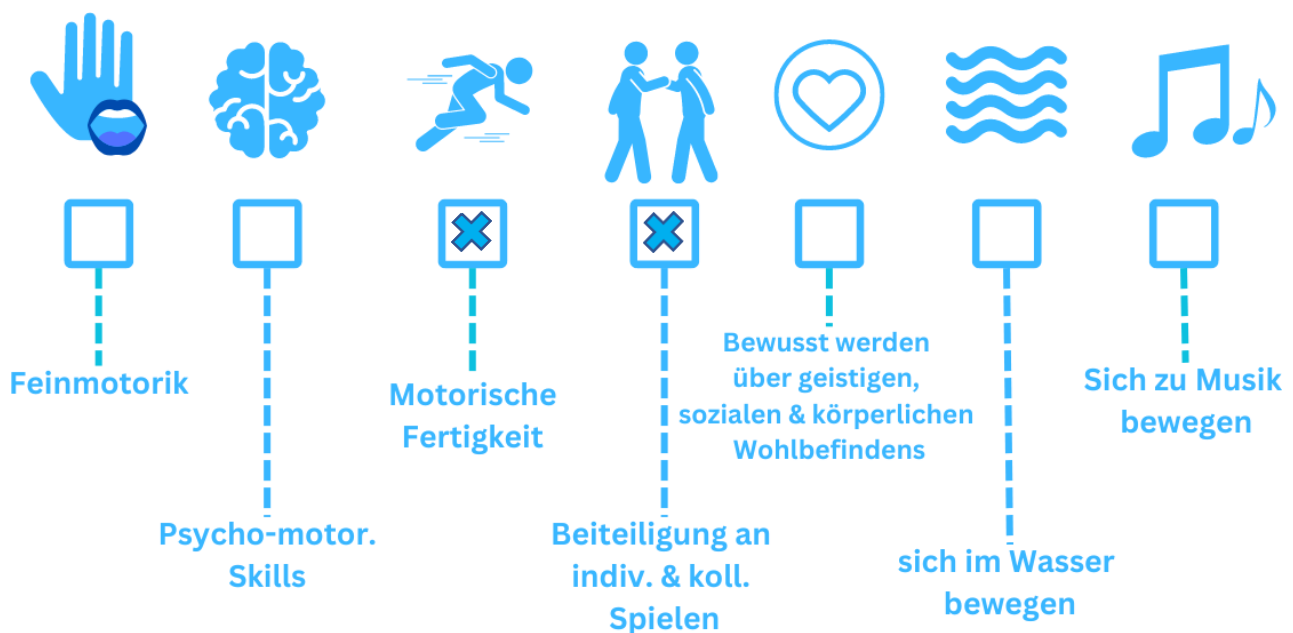 Feinmotorik
Psycho-motor.
Skills
Motorische
Fertigkeit
Beiteiligung an
indiv. & koll.
Spielen
Bewusst werden
über geistigen,
sozialen & körperlichen
Wohlbefindens
sich im Wasser
bewegen
Sich zu Musik
bewegen